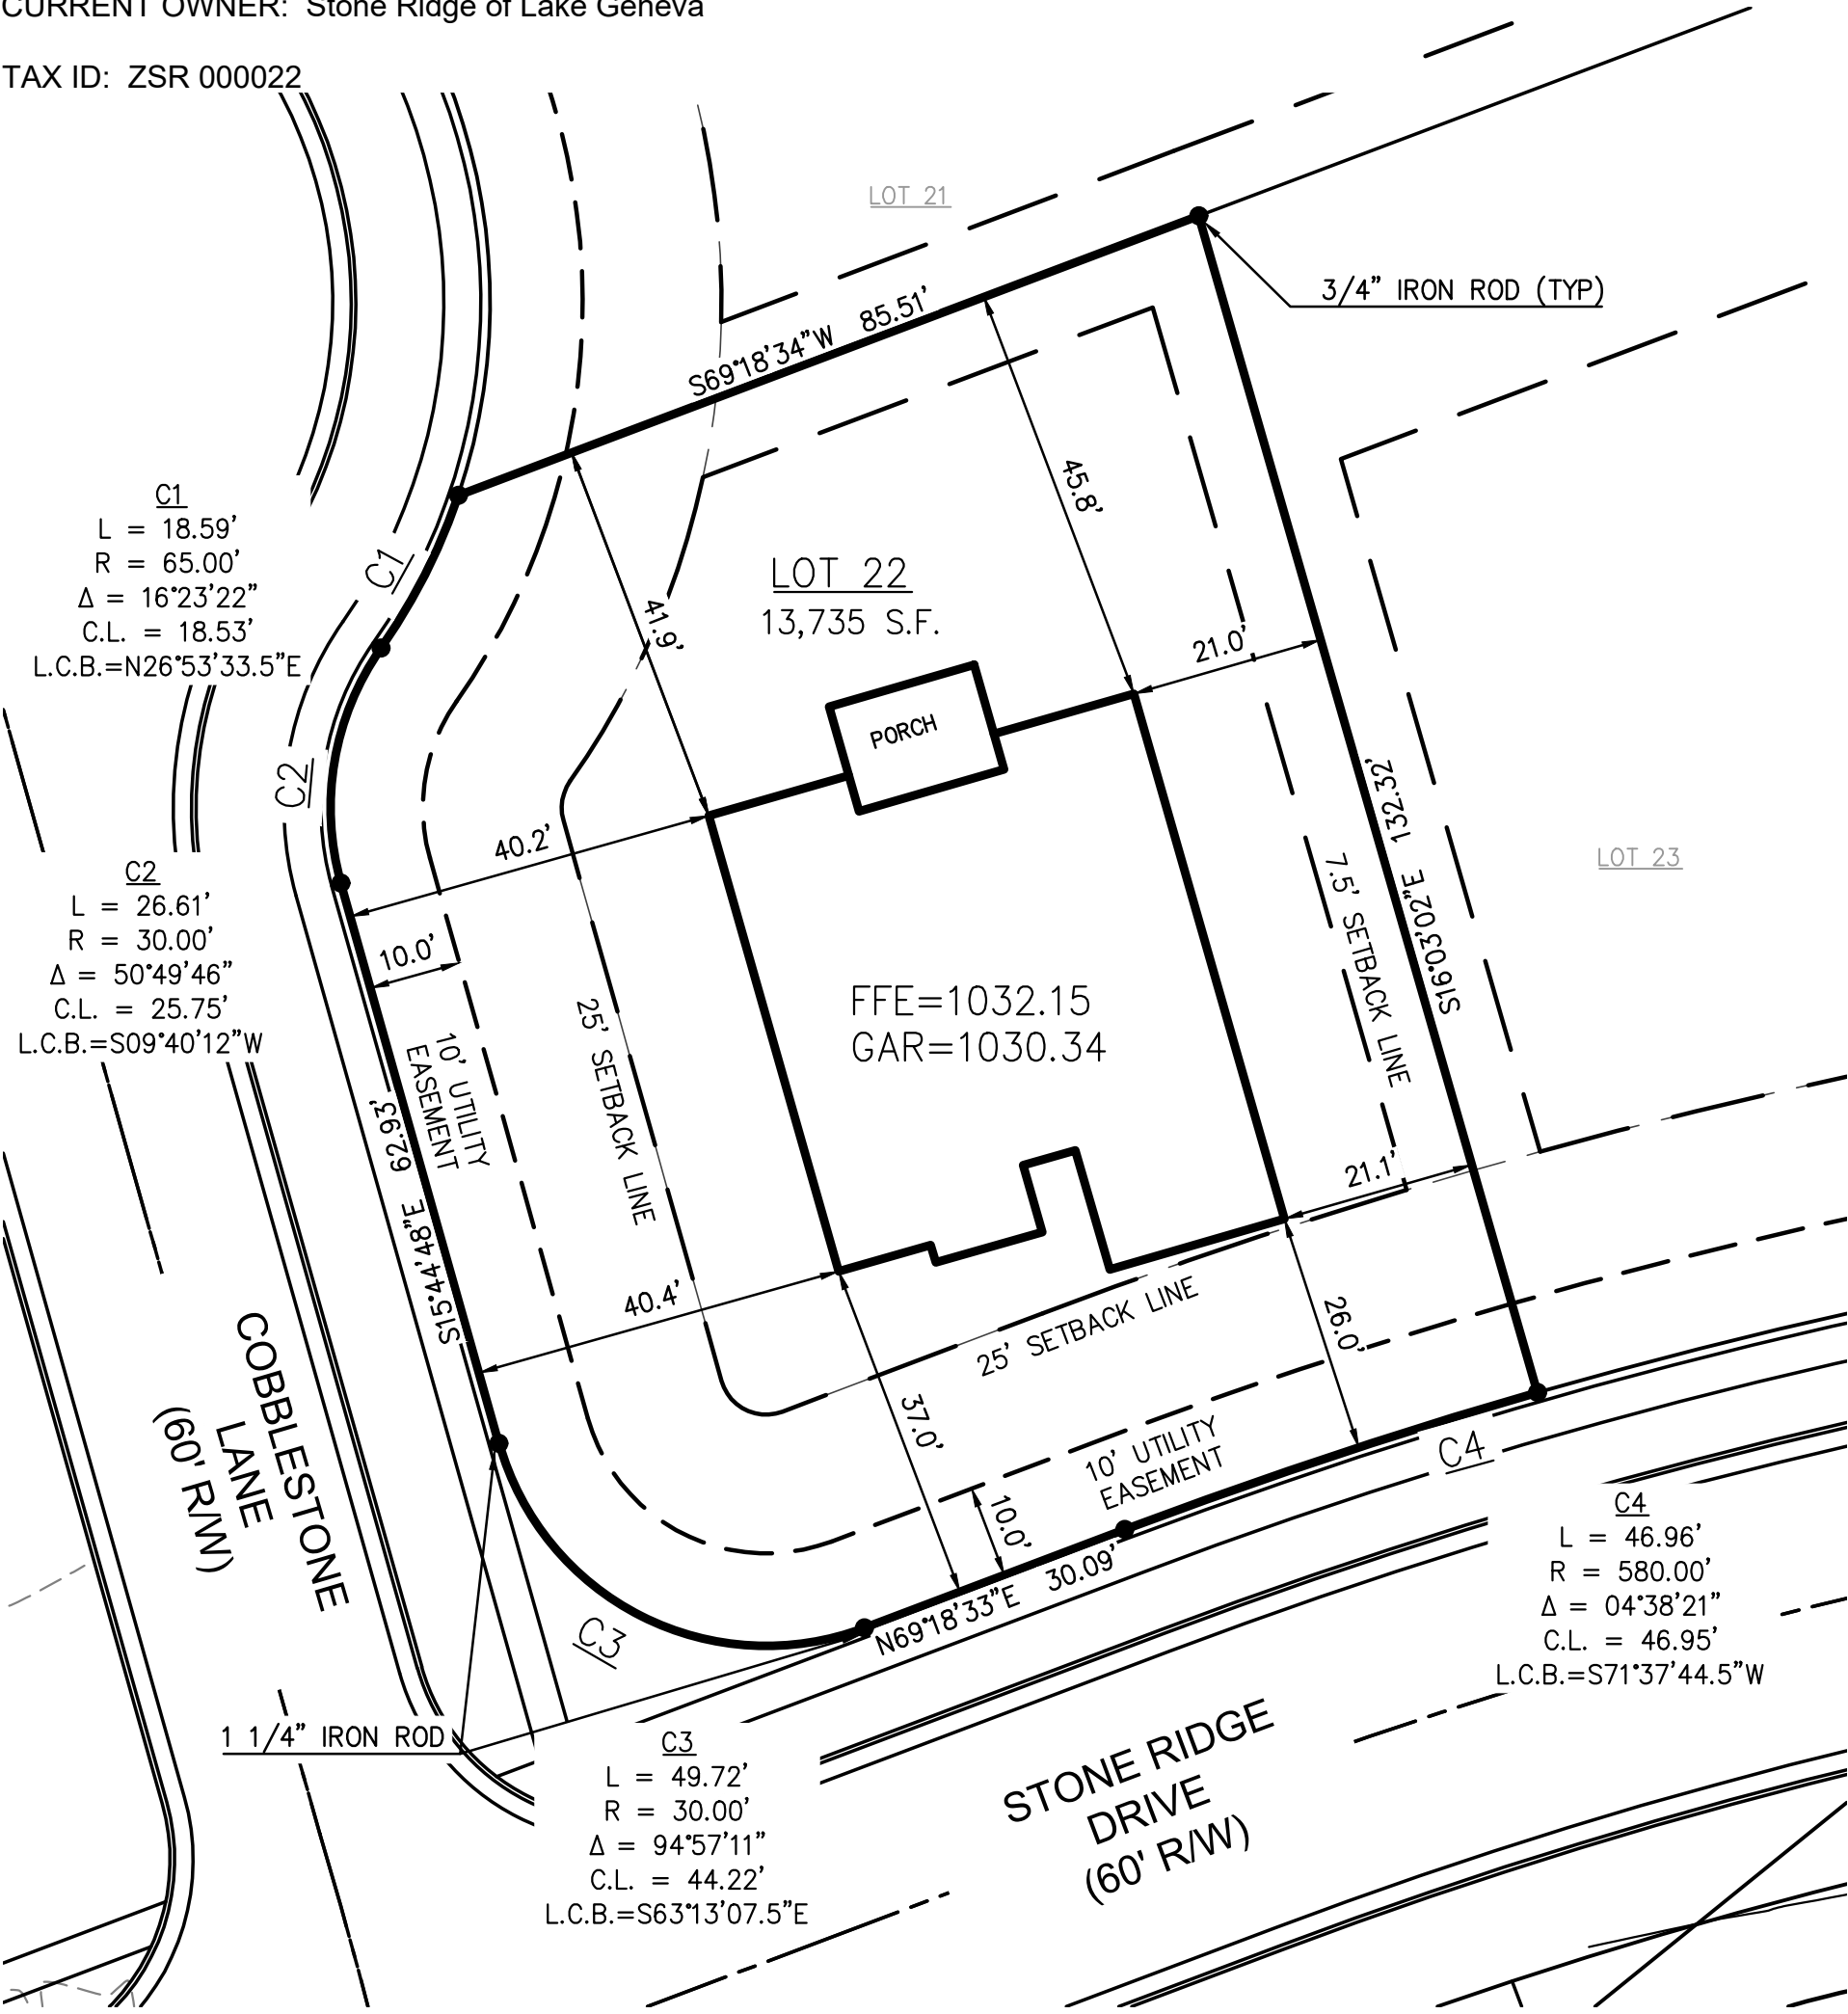 CURRENT OWNER: Stone Ridge of Lake Geneva
TAX ID: ZSR 000022
LOT 21
3/4" IRON ROD (TYP)
S69°18'34"W 85.51'
C1
L = 18.59'
R = 65.00'
Δ = 16°23'22"
C.L. = 18.53'
L.C.B.=N26°53'33.5"E
C1
45.8'
41.9'
LOT 22
13,735 S.F.
21.0'
PORCH
C2
40.2'
S16°03'02"E 132.32'
LOT 23
C2
L = 26.61'
R = 30.00'
Δ = 50°49'46"
C.L. = 25.75'
L.C.B.=S09°40'12"W
10.0'
7.5' SETBACK LINE
FFE=1032.15
GAR=1030.34
10' UTILITY
EASEMENT
25' SETBACK LINE
S15°44'48"E 62.93'
21.1'
40.4'
25' SETBACK LINE
26.0'
37.0'
COBBLESTONE
LANE
(60' R/W)
10' UTILITY
EASEMENT
10.0'
C4
C4
L = 46.96'
R = 580.00'
Δ = 04°38'21"
C.L. = 46.95'
L.C.B.=S71°37'44.5"W
N69°18'33"E 30.09'
C3
1 1/4" IRON ROD
C3
L = 49.72'
R = 30.00'
Δ = 94°57'11"
C.L. = 44.22'
L.C.B.=S63°13'07.5"E
STONE RIDGE
DRIVE
(60' R/W)